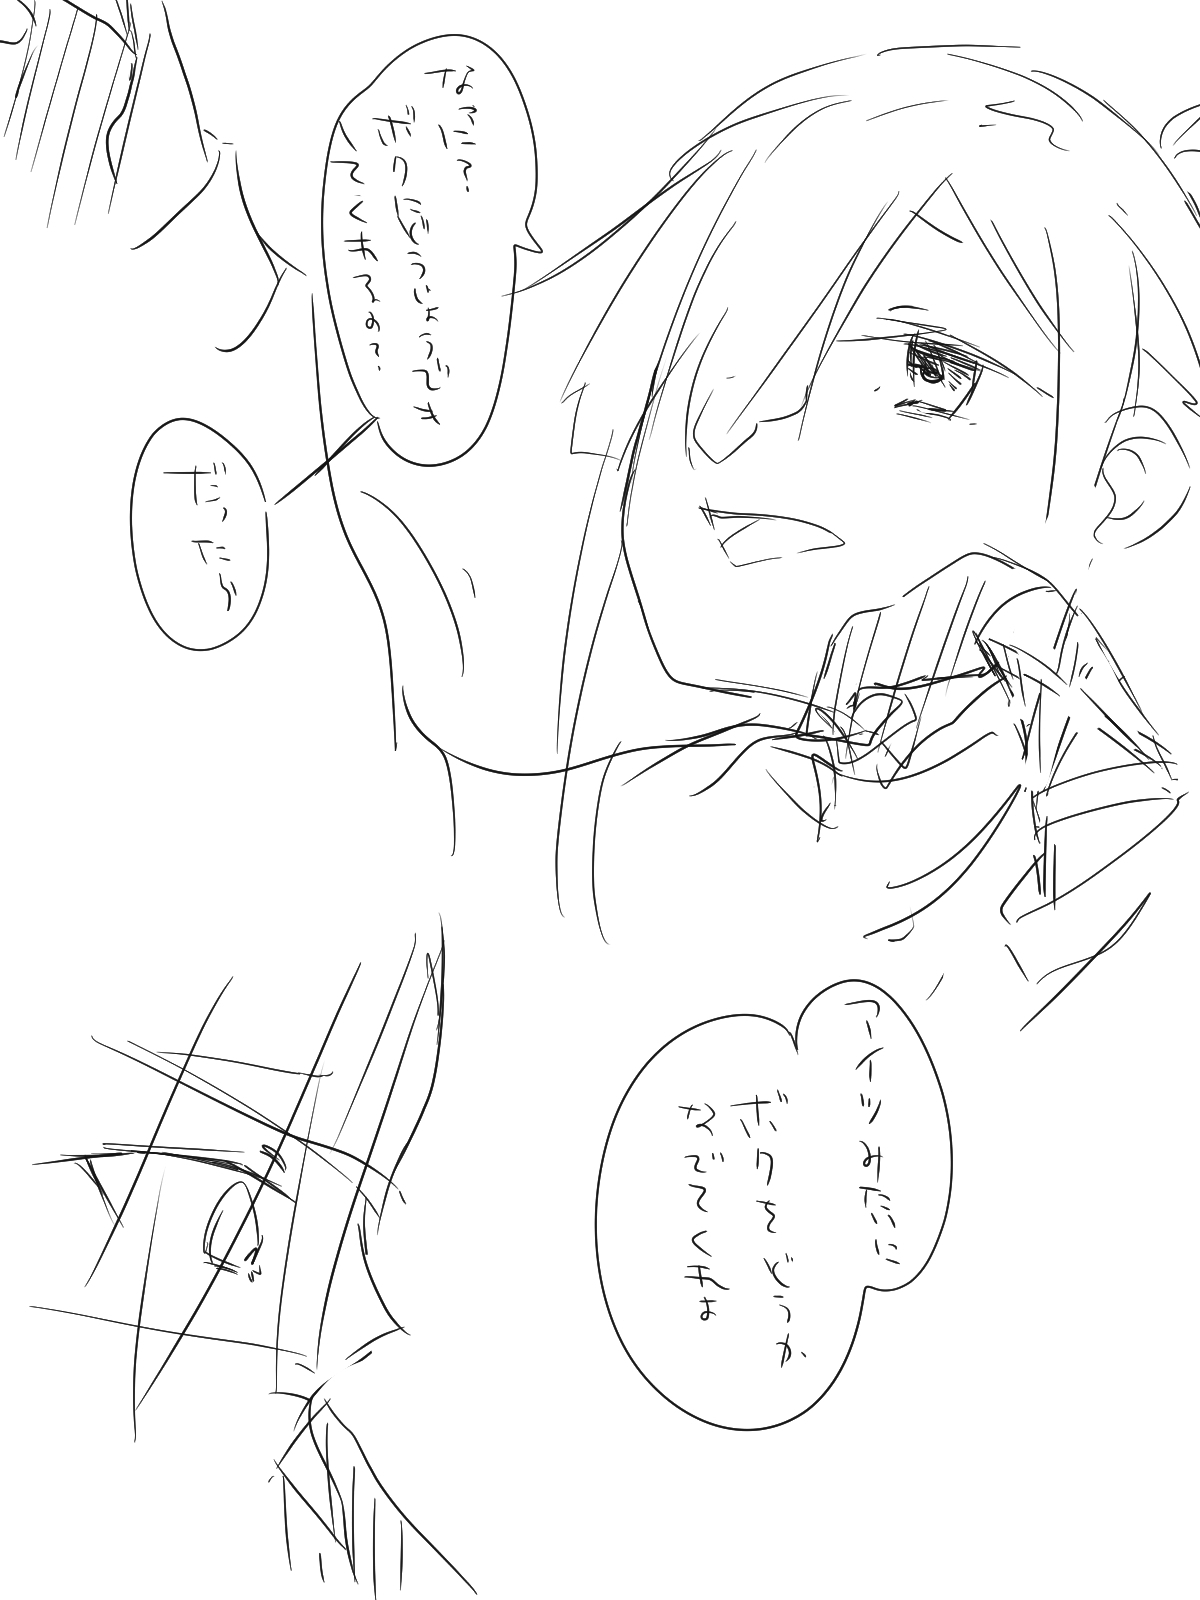 なぁに?
ボクにどうじょうでき
てくれるの?
だったら
アーイツみたいに
ボクをどうか
なでてくれよ